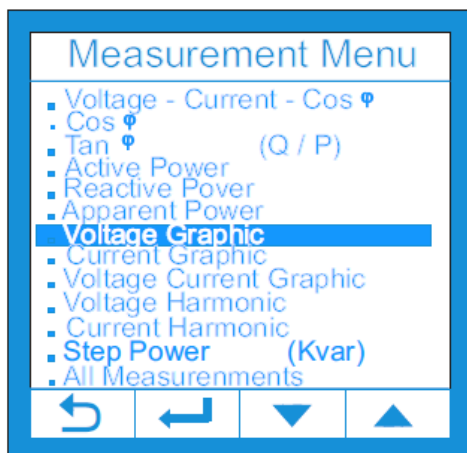 Measurement Menu
Voltage - Current - Cos φ
Cos φ
Tan φ (Q / P)
Active Power
Reactive Pover
Apparent Power
Voltage Graphic
Current Graphic
Voltage Current Graphic
Voltage Harmonic
Current Harmonic
Step Power (Kvar)
All Measurenments